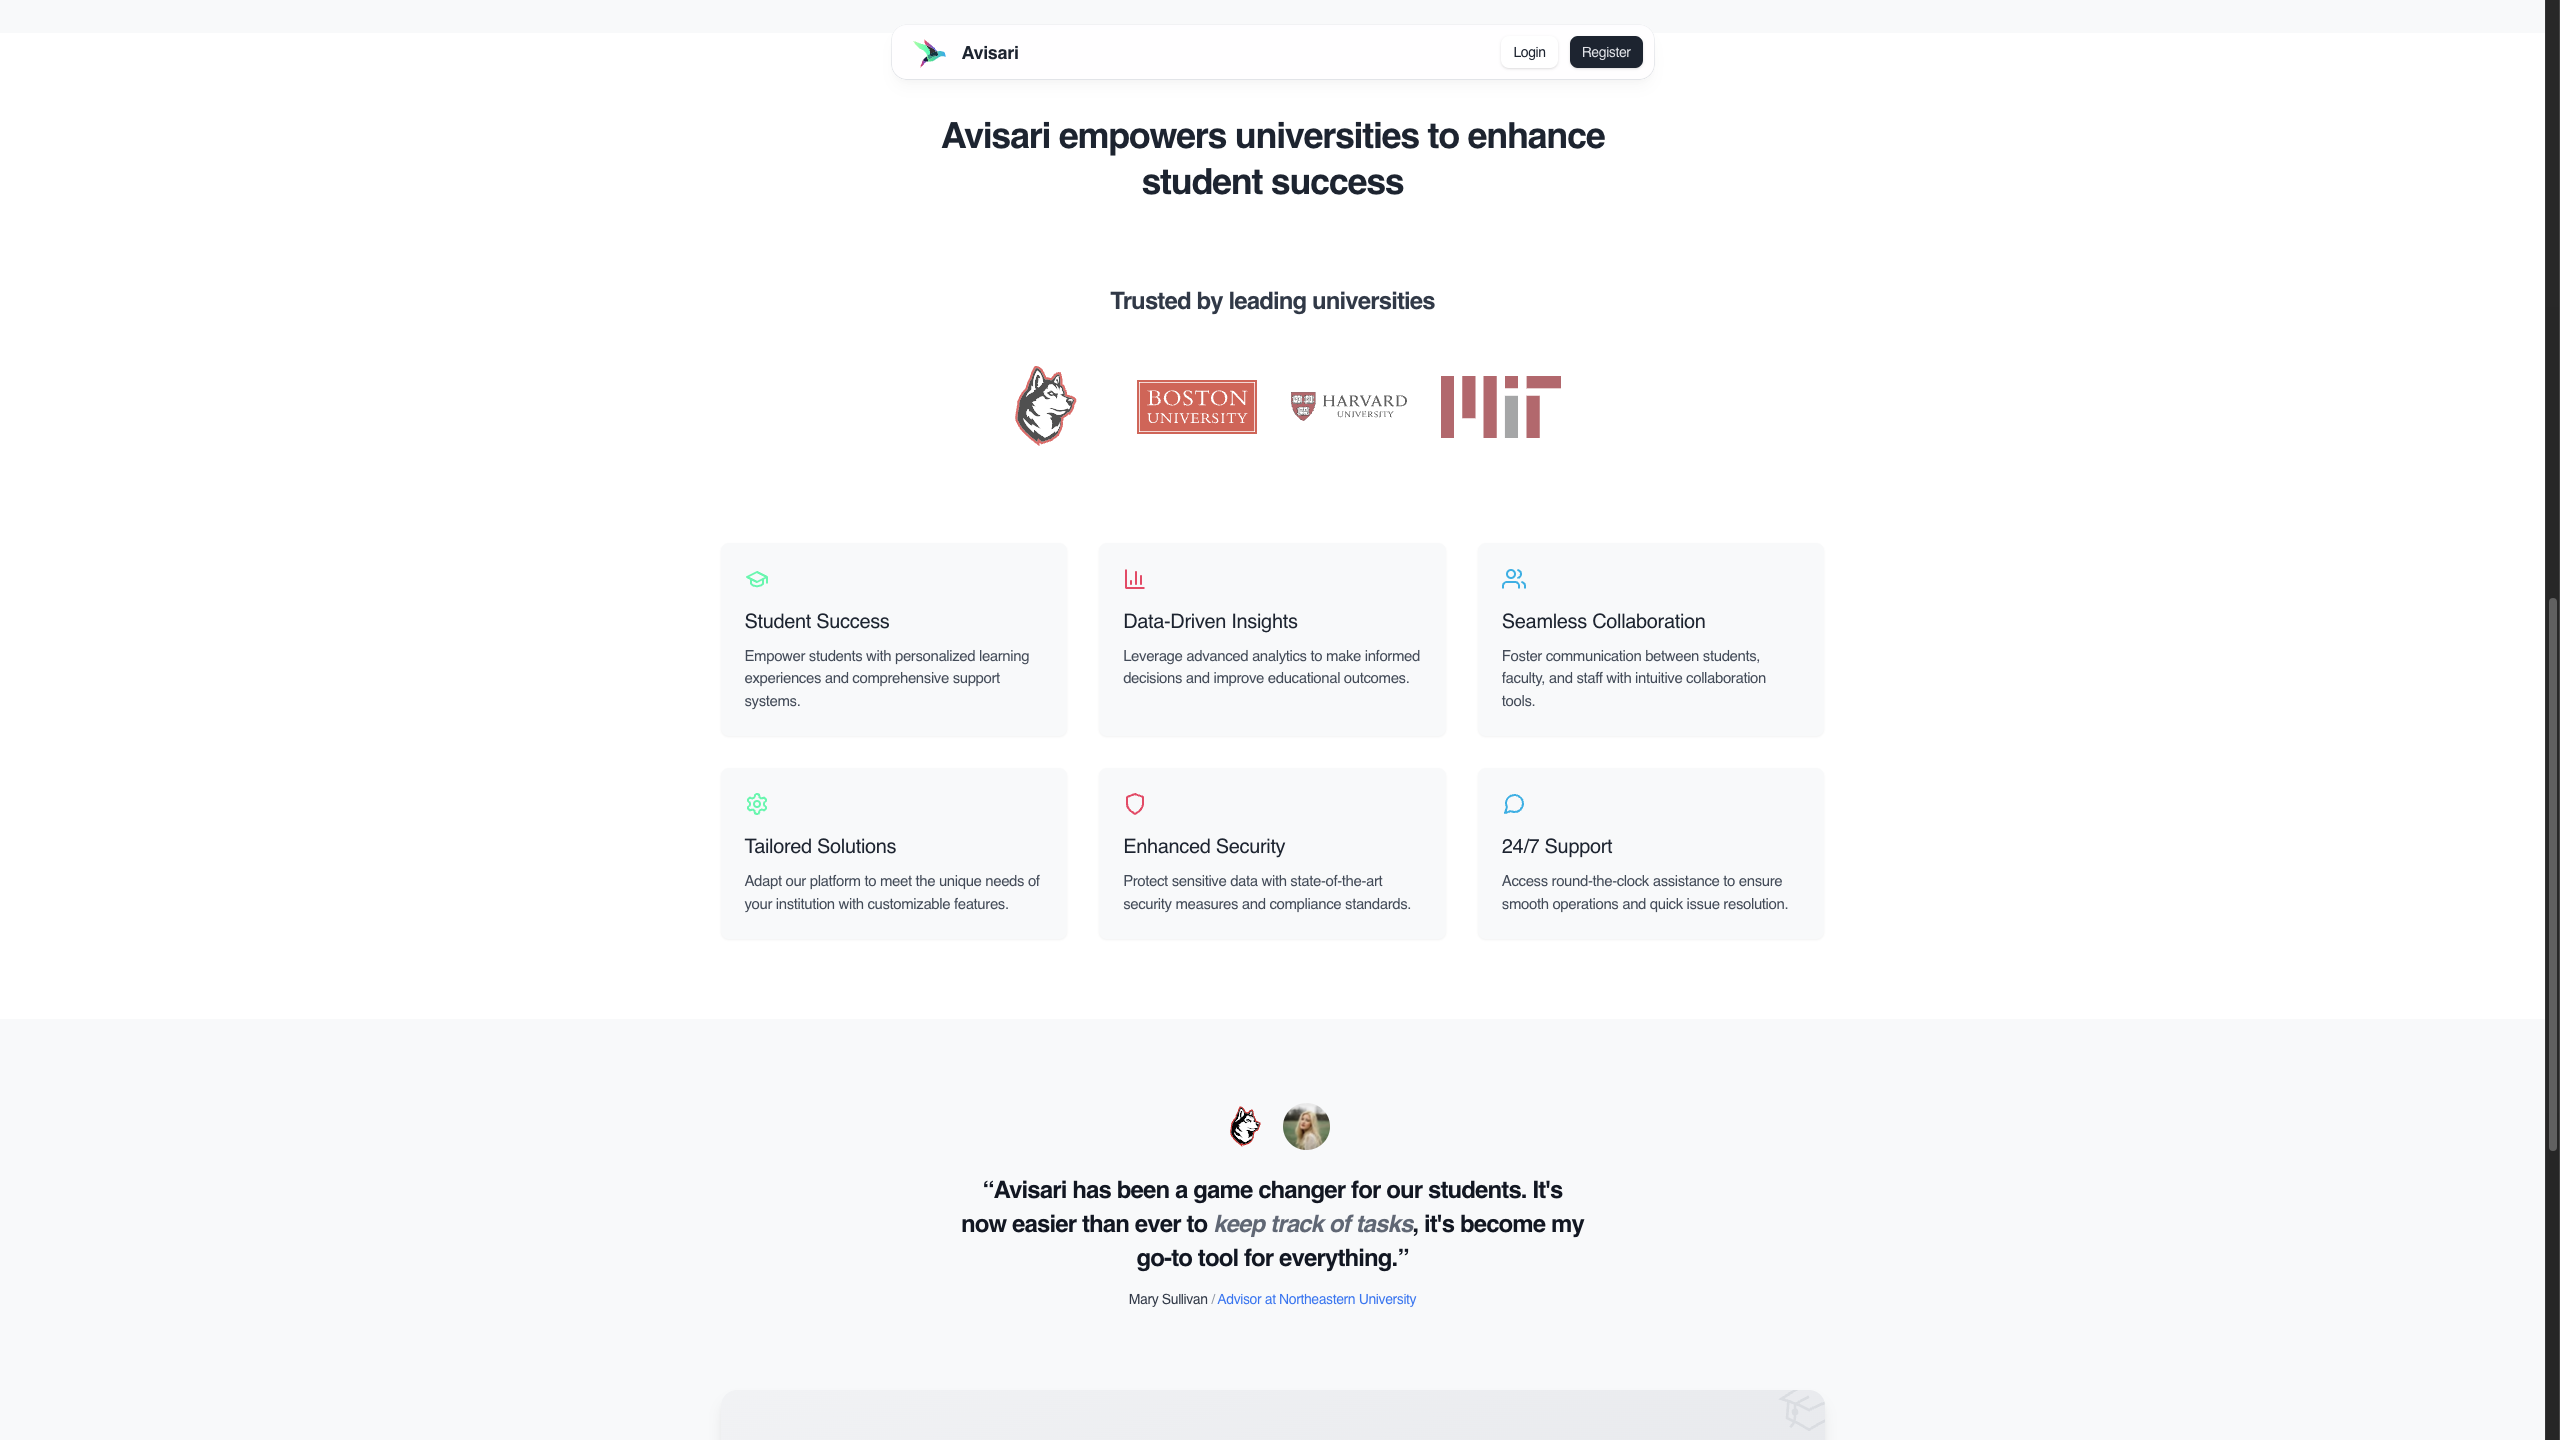 Avisari
Login
Register
Avisari empowers universities to enhance
student success
Trusted by leading universities
BOSTON
UNIVERSITY
HARVARD
UNIVERSITY
MIT
Student Success
Empower students with personalized learning
experiences and comprehensive support
systems.
Data-Driven Insights
Leverage advanced analytics to make informed
decisions and improve educational outcomes.
Seamless Collaboration
Foster communication between students,
faculty, and staff with intuitive collaboration
tools.
Tailored Solutions
Adapt our platform to meet the unique needs of
your institution with customizable features.
Enhanced Security
Protect sensitive data with state-of-the-art
security measures and compliance standards.
24/7 Support
Access round-the-clock assistance to ensure
smooth operations and quick issue resolution.
“Avisari has been a game changer for our students. It's
now easier than ever to keep track of tasks, it's become my
go-to tool for everything.”
Mary Sullivan / Advisor at Northeastern University